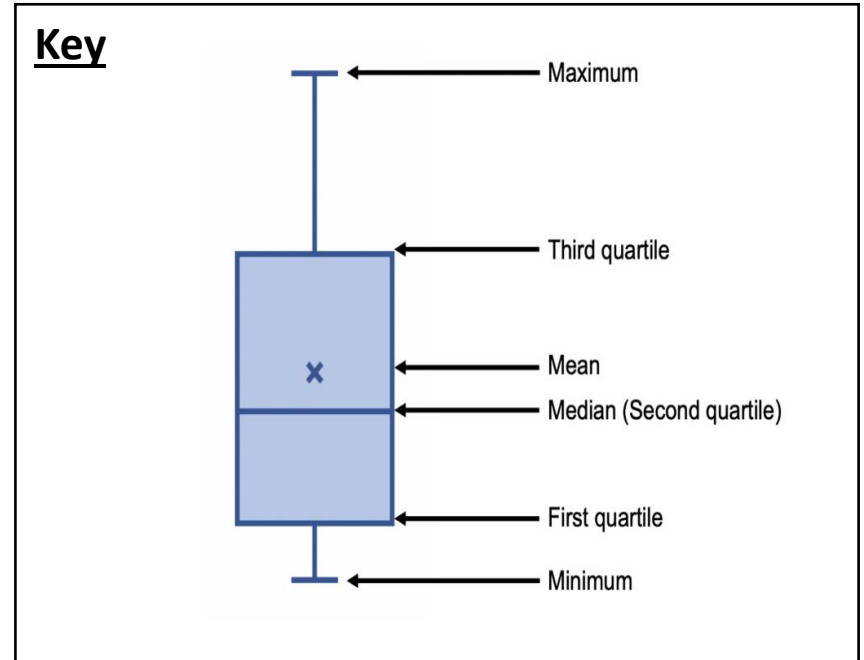 Key
Maximum
Third quartile
Mean
Median (Second quartile)
First quartile
Minimum